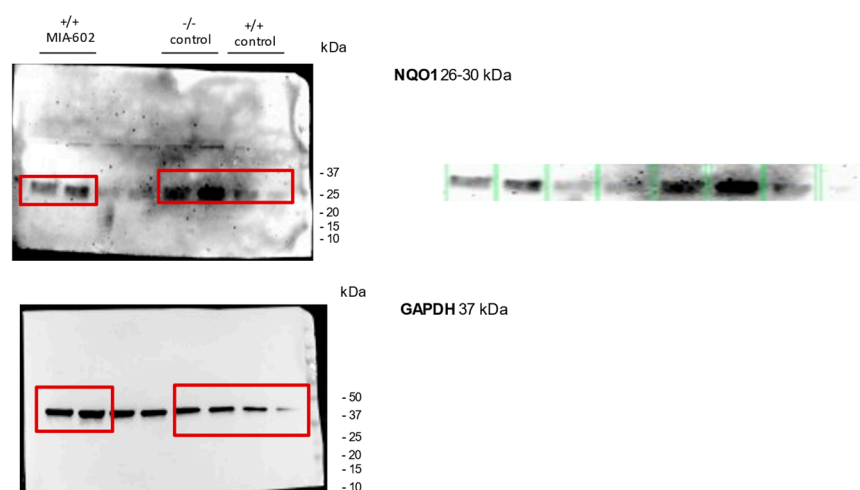 +/+
MIA-602
-/-
control
+/+
control
kDa
NQO1 26-30 kDa
- 37
- 25
- 20
- 15
- 10
kDa
GAPDH 37 kDa
- 50
- 37
- 25
- 20
- 15
- 10